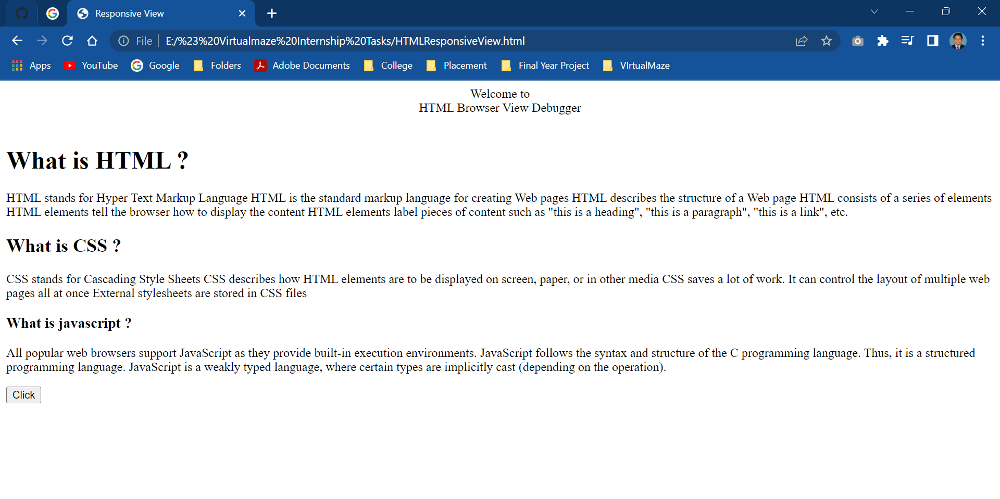 Responsive View
File E:/%23%20Virtualmaze%20Internship%20Tasks/HTMLResponsiveView.html
Apps YouTube Google Folders Adobe Documents College Placement Final Year Project VIrtualMaze
Welcome to
HTML Browser View Debugger
What is HTML ?
HTML stands for Hyper Text Markup Language HTML is the standard markup language for creating Web pages HTML describes the structure of a Web page HTML consists of a series of elements
HTML elements tell the browser how to display the content HTML elements label pieces of content such as "this is a heading", "this is a paragraph", "this is a link", etc.
What is CSS ?
CSS stands for Cascading Style Sheets CSS describes how HTML elements are to be displayed on screen, paper, or in other media CSS saves a lot of work. It can control the layout of multiple web
pages all at once External stylesheets are stored in CSS files
What is javascript ?
All popular web browsers support JavaScript as they provide built-in execution environments. JavaScript follows the syntax and structure of the C programming language. Thus, it is a structured
programming language. JavaScript is a weakly typed language, where certain types are implicitly cast (depending on the operation).
Click